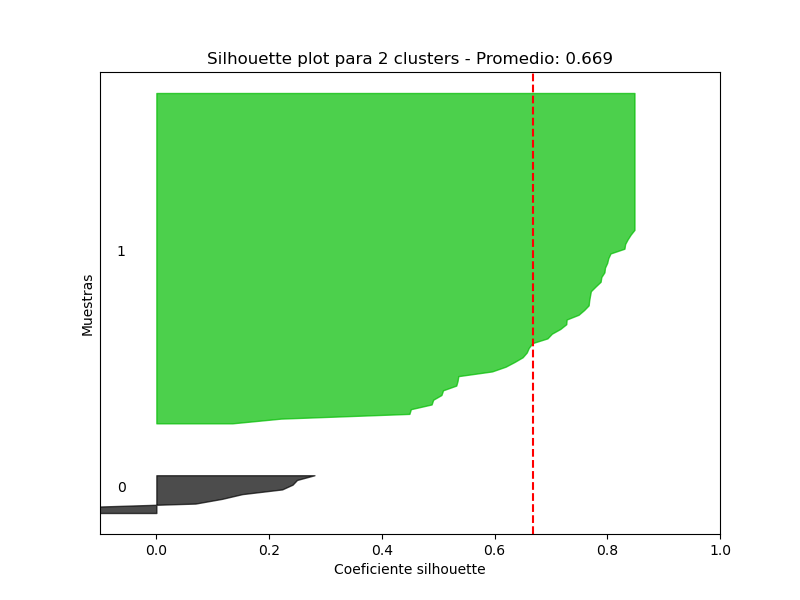 Silhouette plot para 2 clusters - Promedio: 0.669
1
0
Muestras
0.0 0.2 0.4 0.6 0.8 1.0
Coeficiente silhouette